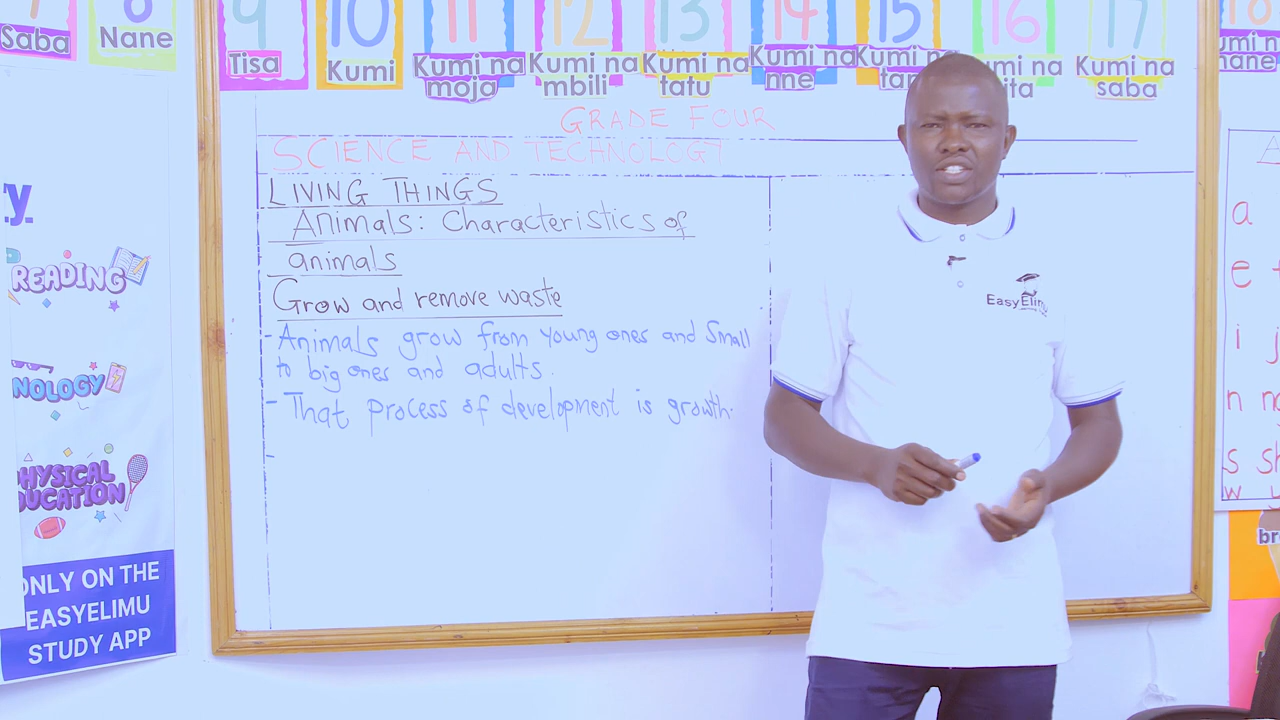 Saba
Nane
9
Tisa
10
Kumi
11
Kumi na
moja
12
Kumi na
mbili
13
Kumi na
tatu
14
Kumi na
nne
15
Kumi na
16
17
Kumi na
saba
18
GRADE FOUR
SCIENCE AND TECHNOLOGY
LIVING THINGS
Animals: Characteristics of
animals
Grow and remove waste
- Animals grow from young ones and small
to big ones and adults.
- That process of development is growth.
-
EasyElimu
READING
ONLY ON THE
EASYELIMU
STUDY APP
a
e
i j
n
s
w